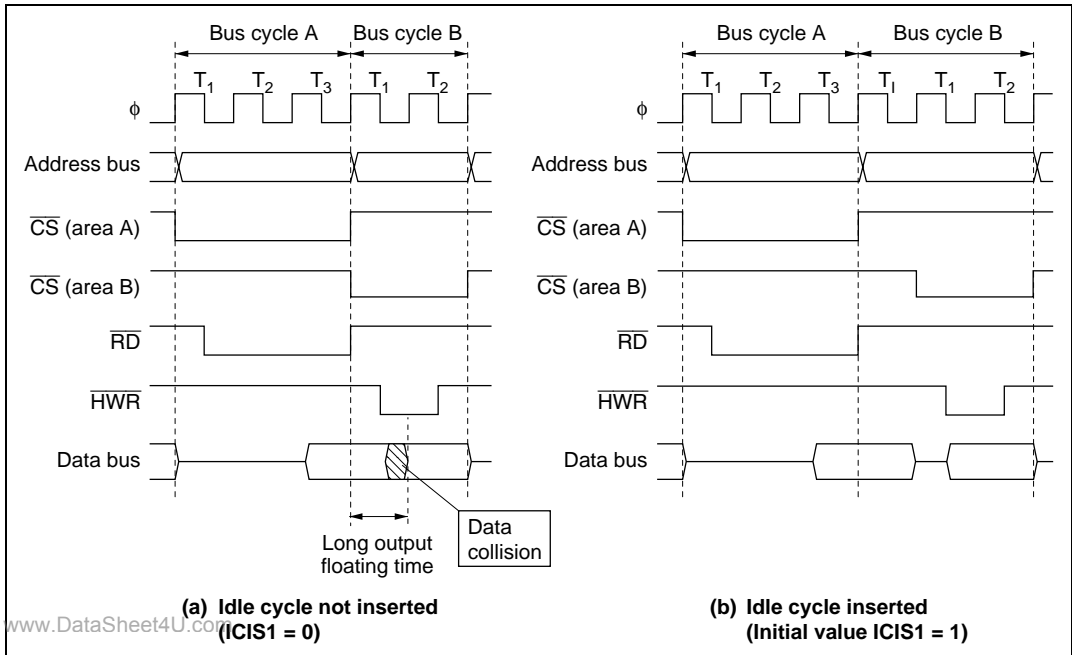 Bus cycle A Bus cycle B
T1 T2 T3 T1 T2
φ
Address bus
CS (area A)
CS (area B)
RD
HWR
Data bus
Long output
floating time
Data
collision
(a) Idle cycle not inserted
(ICIS1 = 0)
Bus cycle A Bus cycle B
T1 T2 T3 TI T1 T2
φ
Address bus
CS (area A)
CS (area B)
RD
HWR
Data bus
(b) Idle cycle inserted
(Initial value ICIS1 = 1)
www.DataSheet4U.com